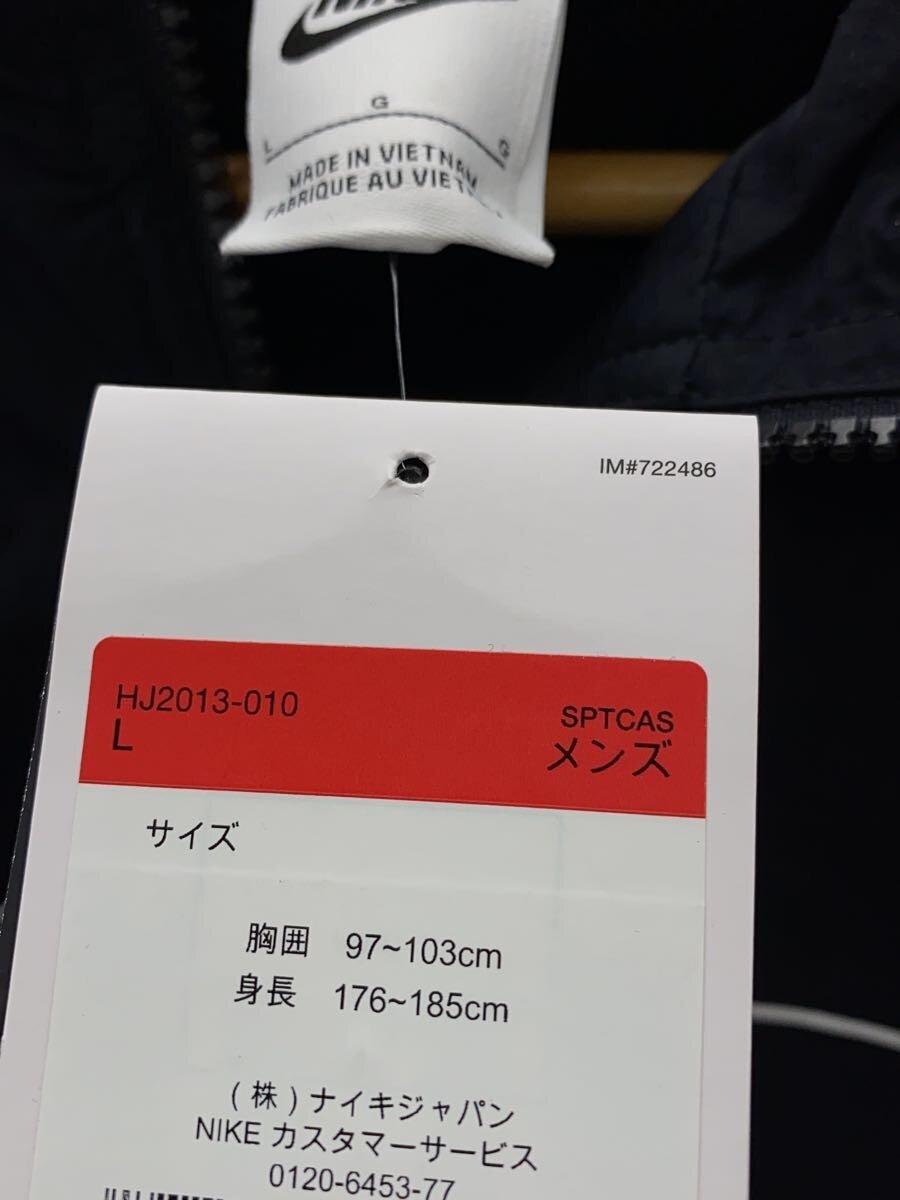 G
L G
MADE IN VIETNAM
FABRIQUE AU
IM#722486
HJ2013-010
L
SPTCAS
メンズ
サイズ
胸囲 97~103cm
身長 176~185cm
(株)ナイキジャパン
NIKE カスタマーサービス
0120-6453-77